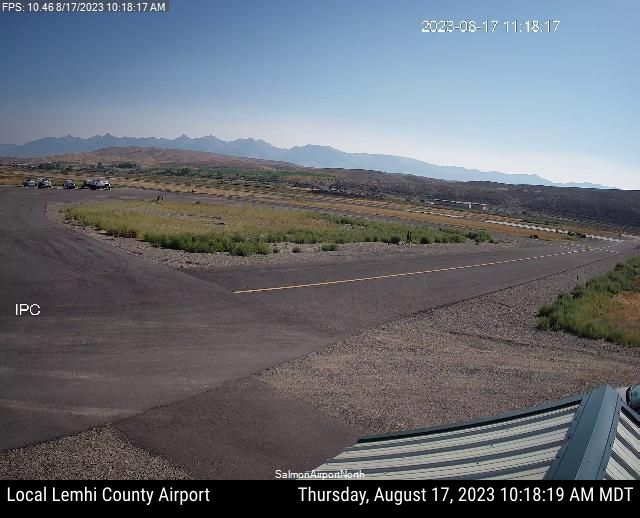 FPS: 10.46 8/17/2023 10:18:17 AM
2023-08-17 11:18:17
IPC
SalmonAirportNorth
Local Lemhi County Airport Thursday, August 17, 2023 10:18:19 AM MDT